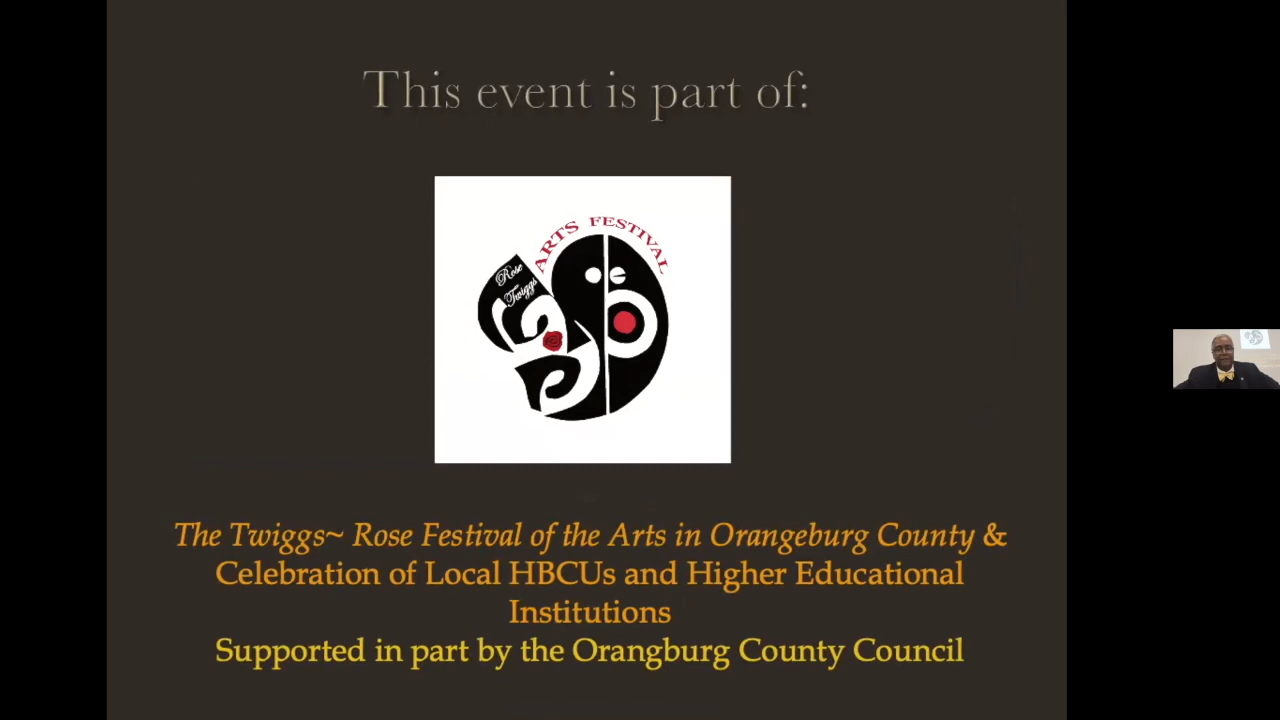 This event is part of:
ARTS FESTIVAL
Rose
Twiggs
The Twiggs~ Rose Festival of the Arts in Orangeburg County &
Celebration of Local HBCUs and Higher Educational
Institutions
Supported in part by the Orangburg County Council